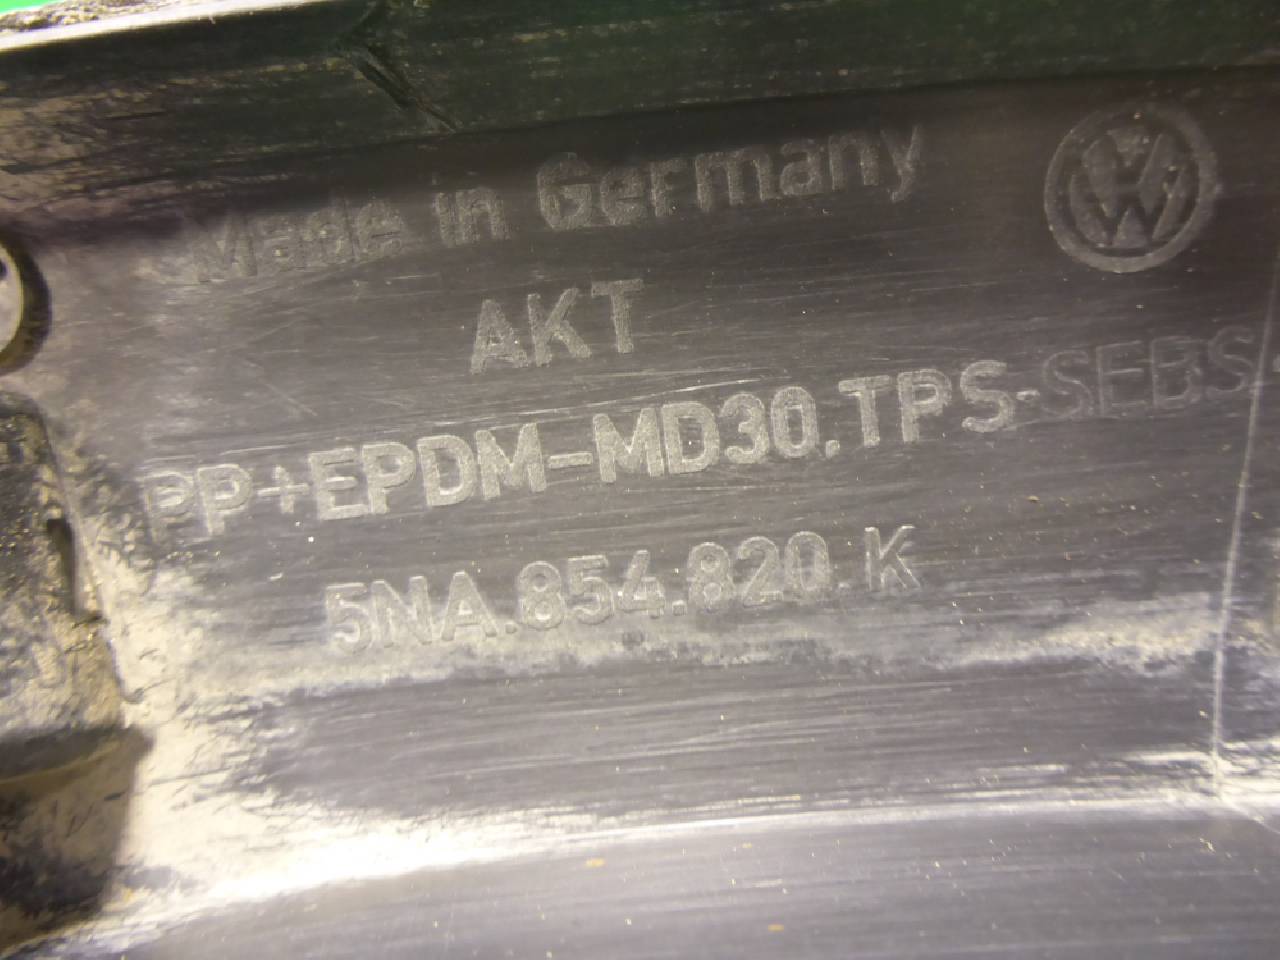 Made in Germany
AKT
PP+EPDM-MD30.TPS-SEBS
5NA.854.820.K